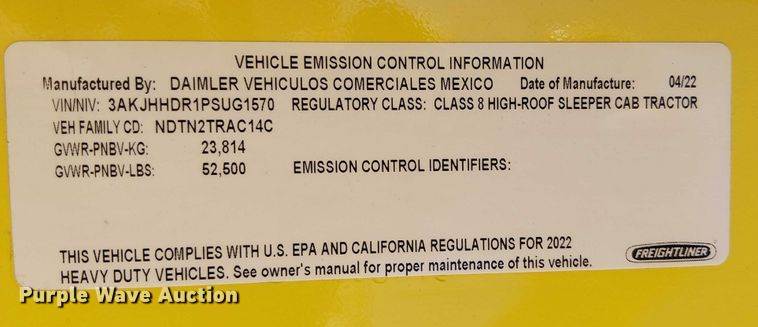 VEHICLE EMISSION CONTROL INFORMATION
Manufactured By: DAIMLER VEHICULOS COMERCIALES MEXICO Date of Manufacture: 04/22
VIN/NIV: 3AKJHHDR1PSUG1570 REGULATORY CLASS: CLASS 8 HIGH-ROOF SLEEPER CAB TRACTOR
VEH FAMILY CD: NDTN2TRAC14C
GVWR-PNBV-KG: 23,814
GVWR-PNBV-LBS: 52,500 EMISSION CONTROL IDENTIFIERS:
THIS VEHICLE COMPLIES WITH U.S. EPA AND CALIFORNIA REGULATIONS FOR 2022
HEAVY DUTY VEHICLES. See owner's manual for proper maintenance of this vehicle.
FREIGHTLINER
Purple Wave Auction